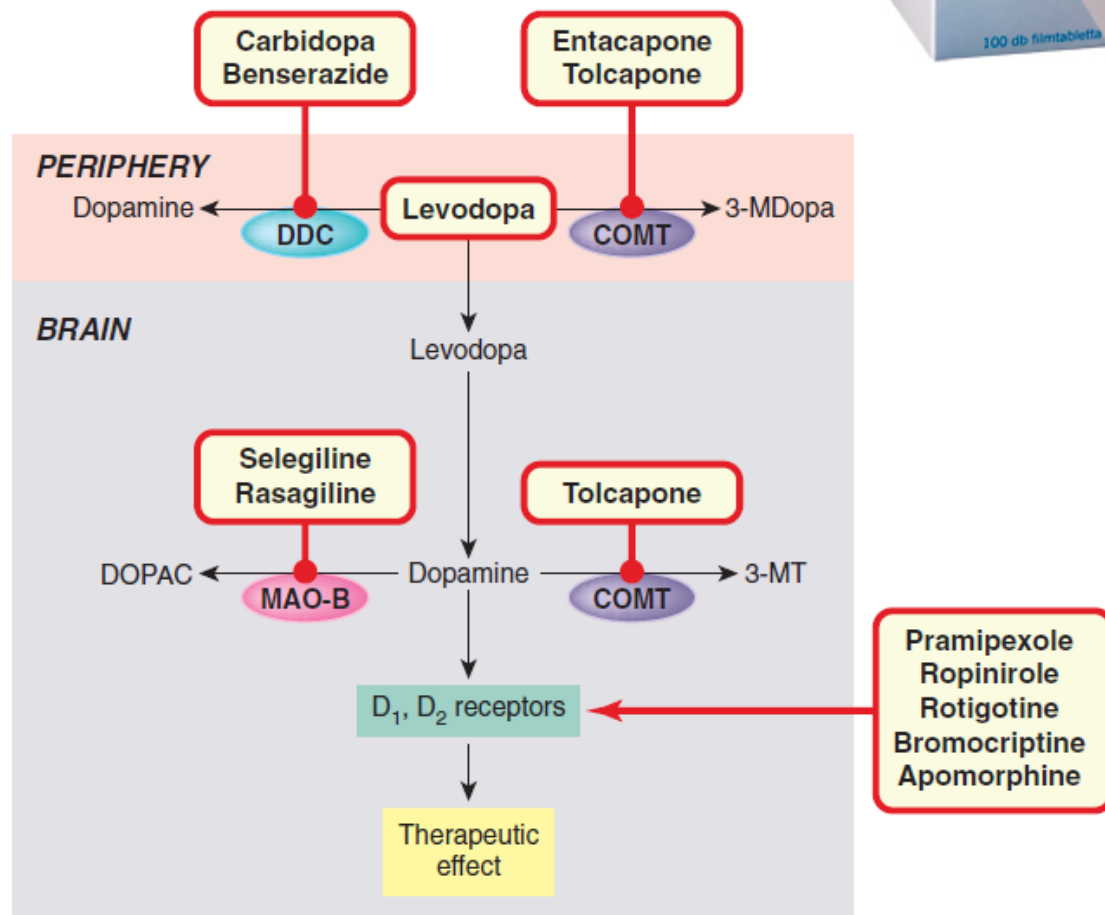 Carbidopa
Benserazide
Entacapone
Tolcapone
100 db filmtabletta
PERIPHERY
Dopamine
Levodopa
3-MDopa
DDC
COMT
BRAIN
Levodopa
Selegiline
Rasagiline
Tolcapone
DOPAC
Dopamine
3-MT
MAO-B
COMT
Pramipexole
Ropinirole
Rotigotine
Bromocriptine
Apomorphine
D₁, D₂ receptors
Therapeutic
effect